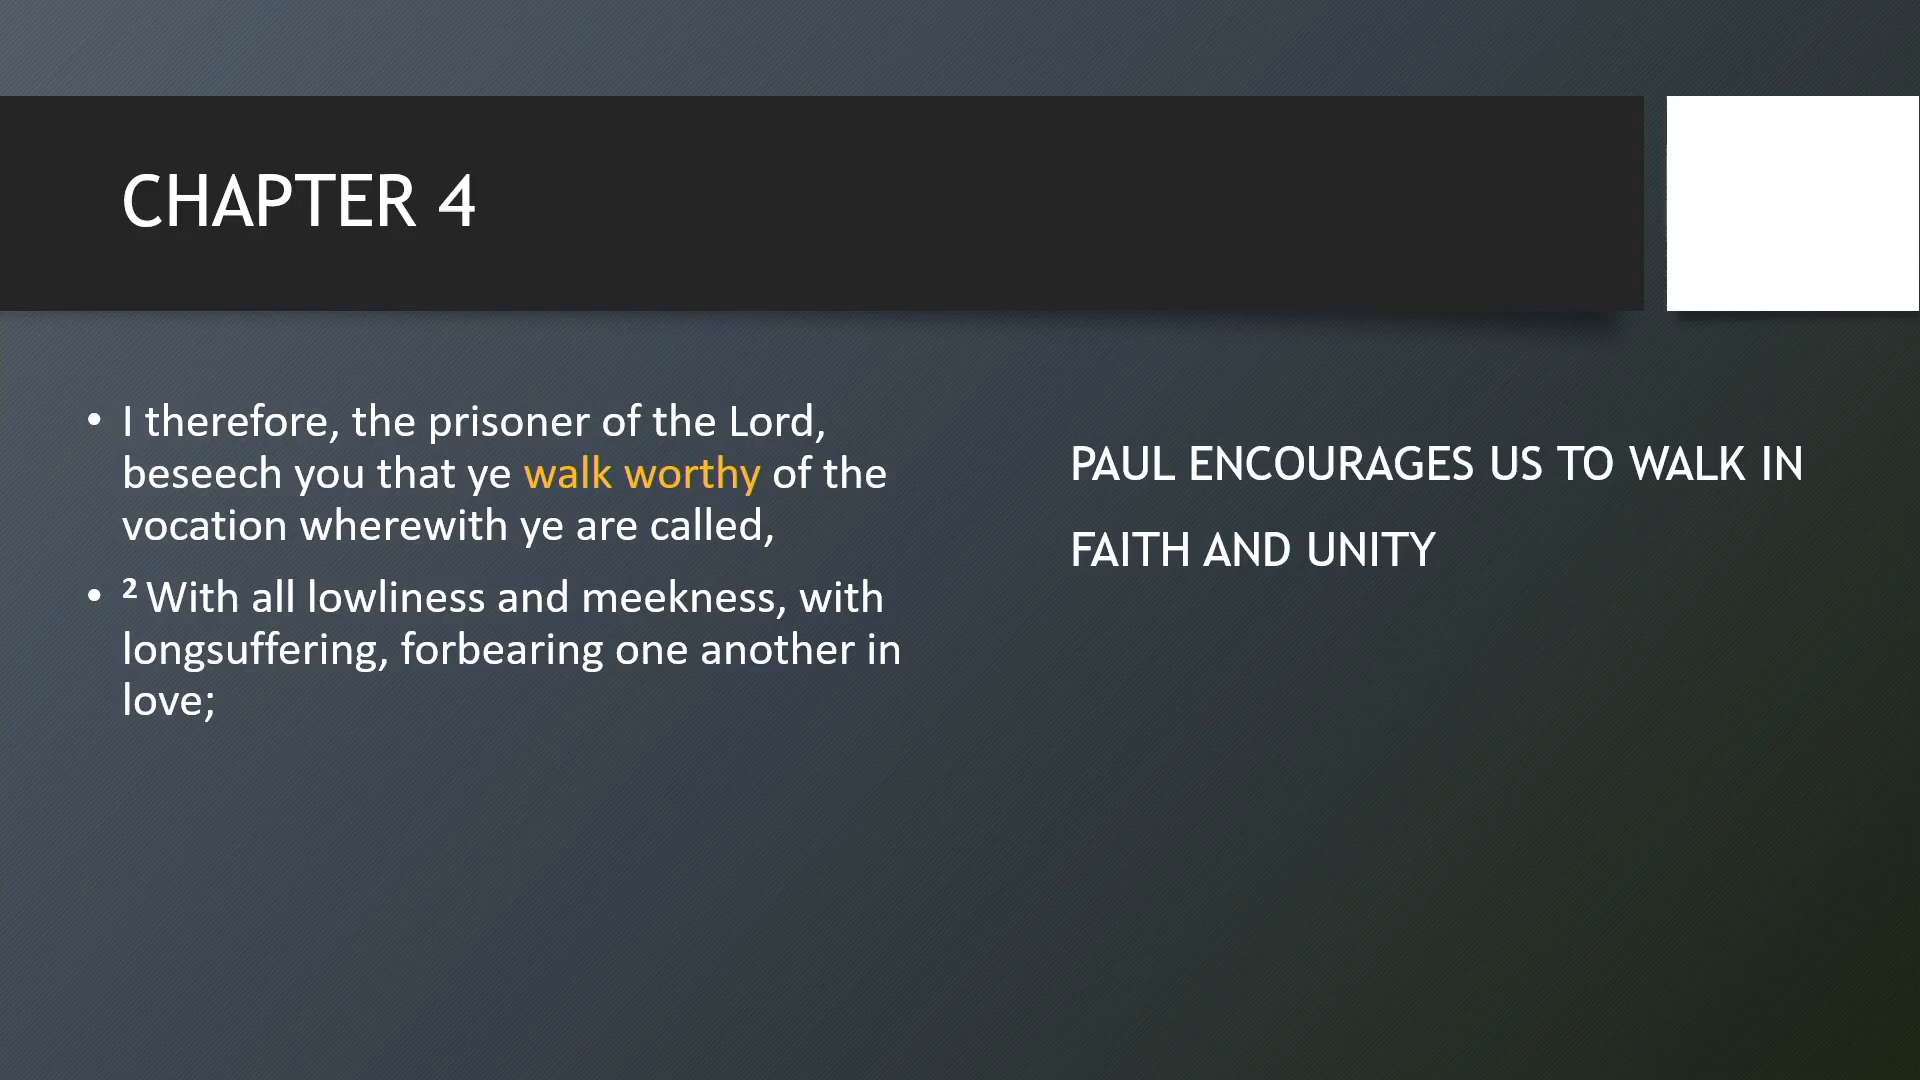 CHAPTER 4
• I therefore, the prisoner of the Lord,
beseech you that ye walk worthy of the
vocation wherewith ye are called,
• ² With all lowliness and meekness, with
longsuffering, forbearing one another in
love;
PAUL ENCOURAGES US TO WALK IN
FAITH AND UNITY